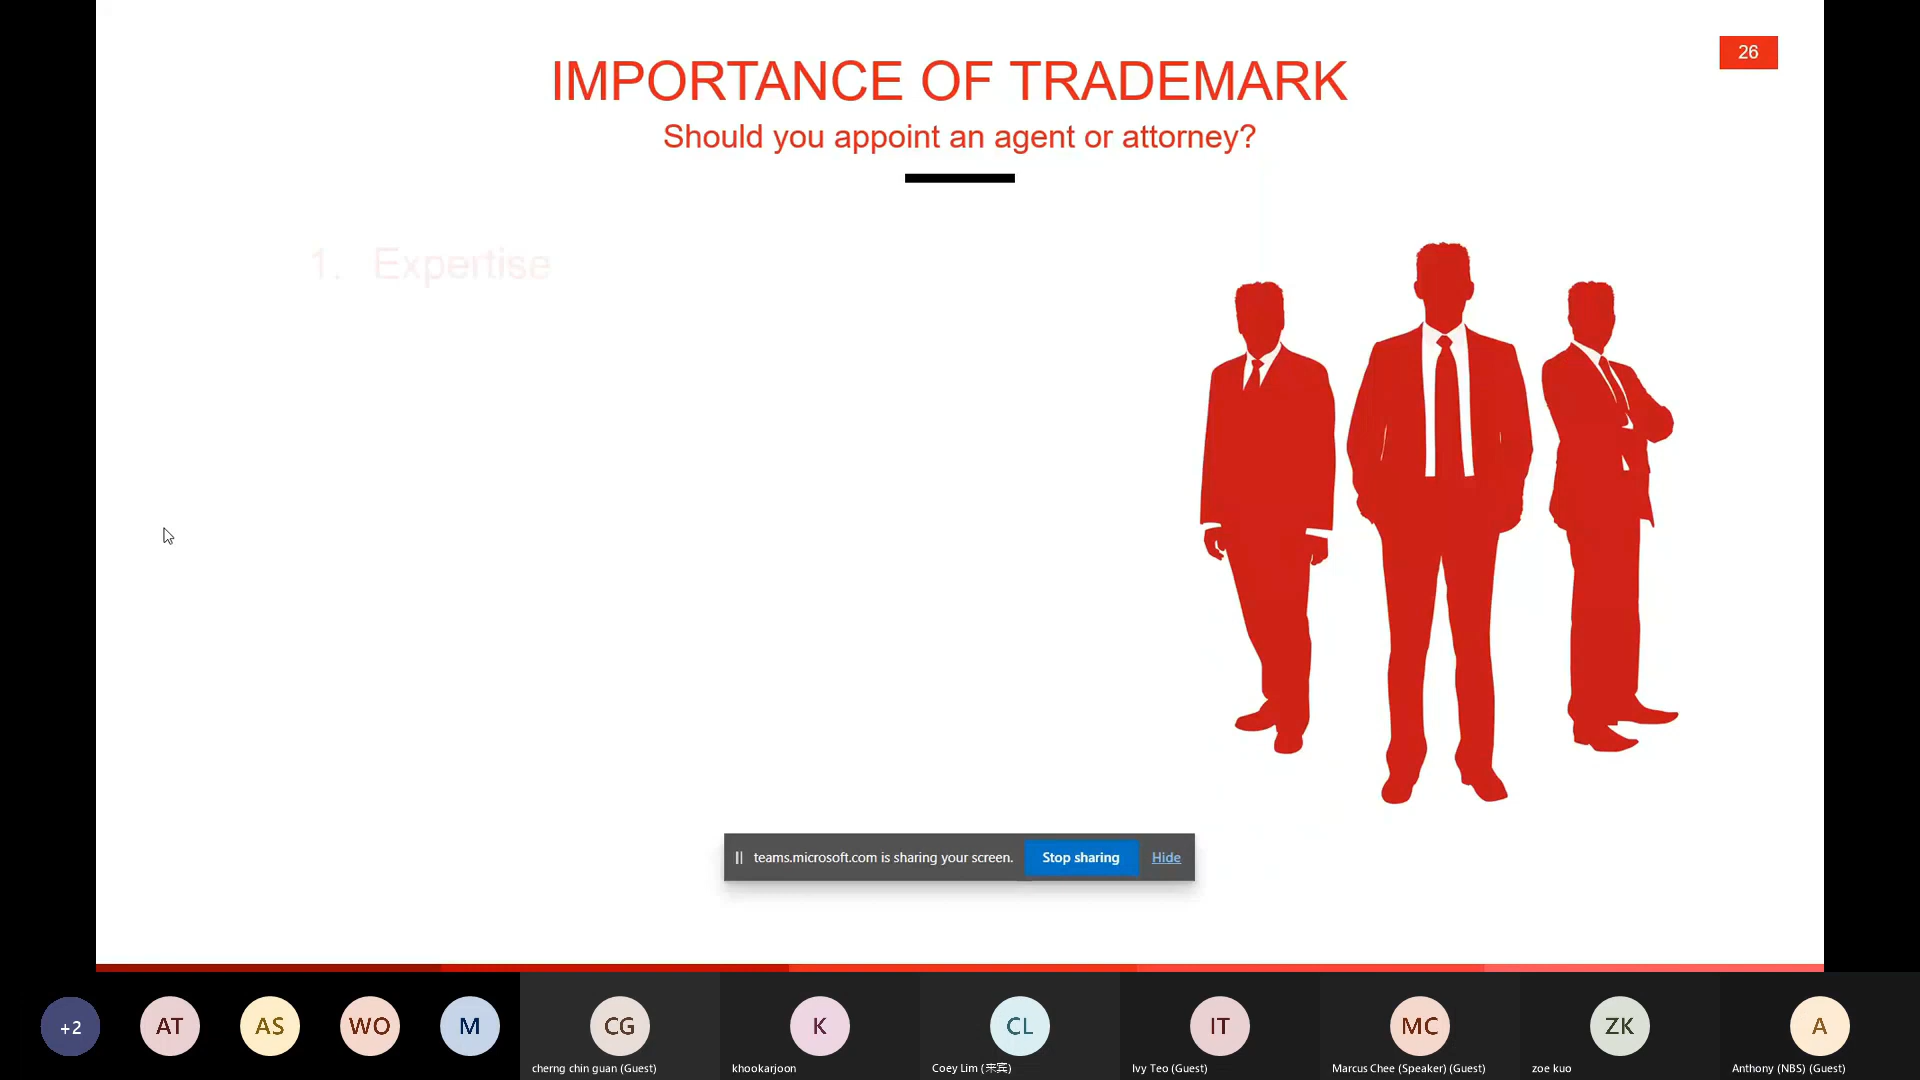 26
IMPORTANCE OF TRADEMARK
Should you appoint an agent or attorney?
1. Expertise
teams.microsoft.com is sharing your screen. Stop sharing Hide
+2 AT AS WO M CG K CL IT MC ZK A
cherng chin guan (Guest) khookarjoon Coey Lim (来宾) Ivy Teo (Guest) Marcus Chee (Speaker) (Guest) zoe kuo Anthony (NBS) (Guest)